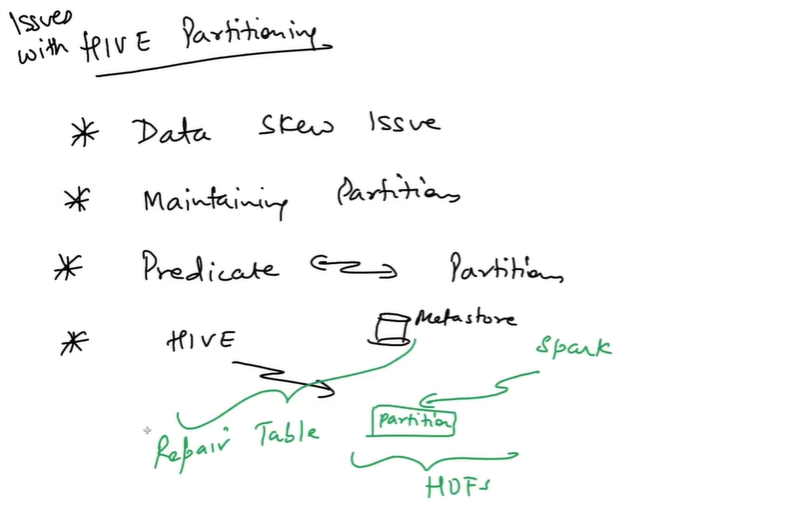 Issues
with HIVE Partitioning
* Data Skew Issue
* Maintaining Partitions
* Predicate Partitions
* HIVE Metastore
Spark
Partition
Repair Table
HDFs